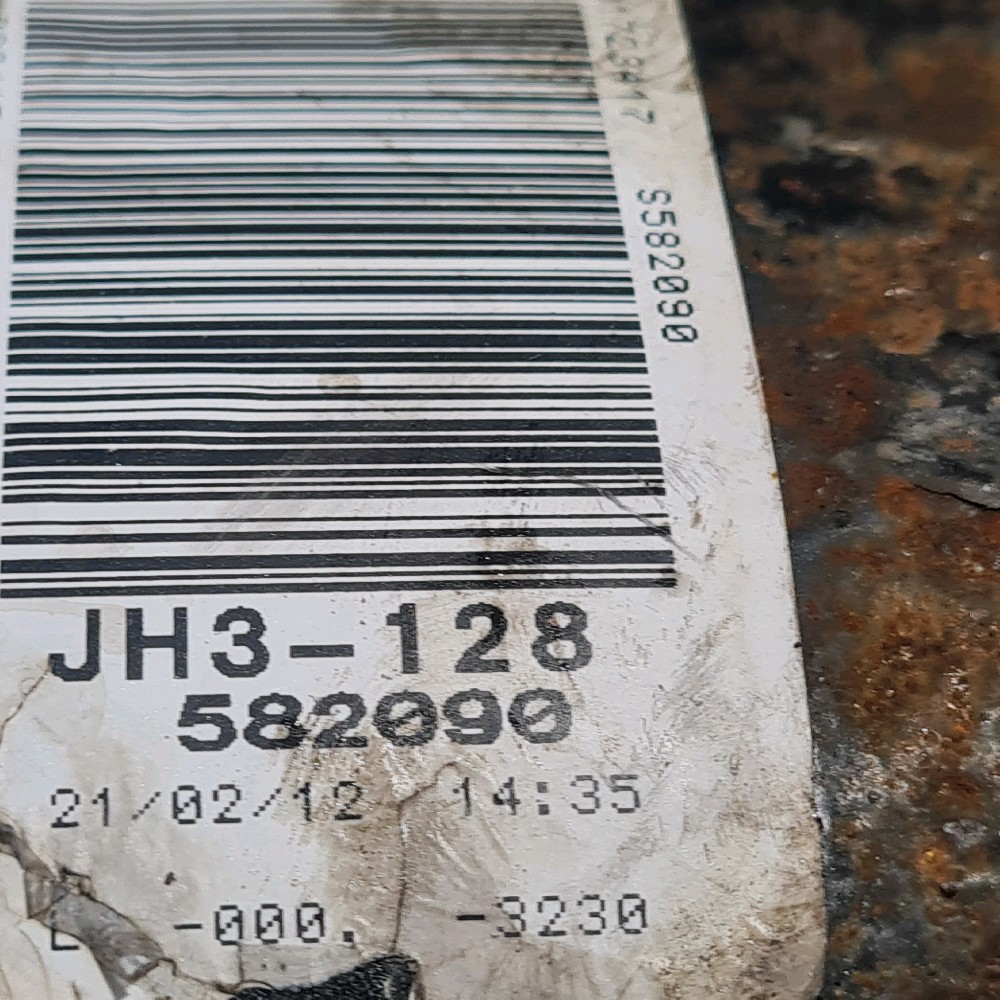 S582090
JH3-128
582090
21/02/12 14:35
L -000. -3230